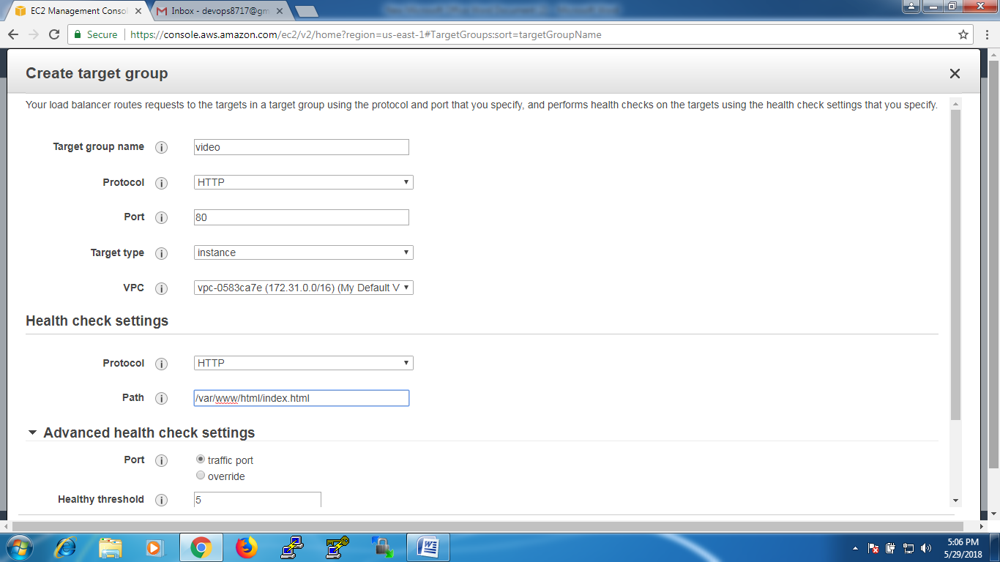 EC2 Management Consol
Inbox - devops8717@gm
Secure
https://console.aws.amazon.com/ec2/v2/home?region=us-east-1#TargetGroups:sort=targetGroupName
Create target group
Your load balancer routes requests to the targets in a target group using the protocol and port that you specify, and performs health checks on the targets using the health check settings that you specify.
Target group name i video
Protocol i HTTP
Port i 80
Target type i instance
VPC i vpc-0583ca7e (172.31.0.0/16) (My Default V
Health check settings
Protocol i HTTP
Path i /var/www/html/index.html
Advanced health check settings
Port i traffic port
override
Healthy threshold i 5
5:06 PM
5/29/2018